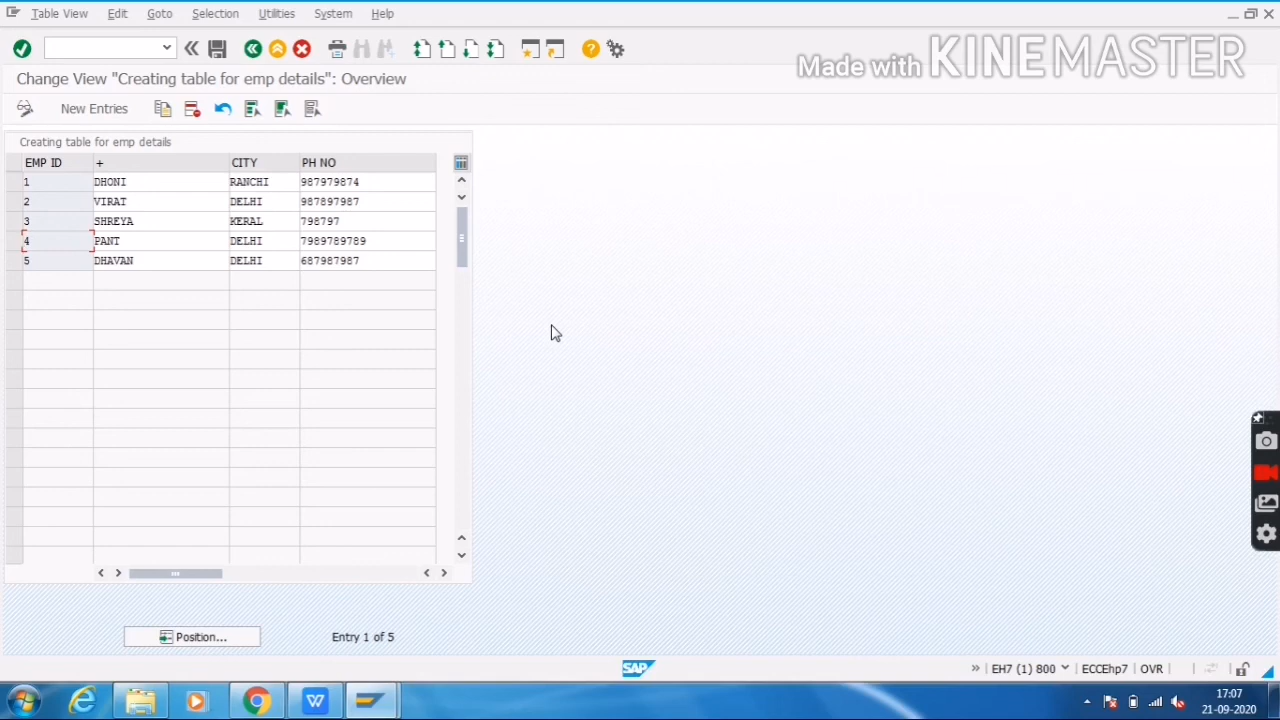 Table View Edit Goto Selection Utilities System Help
Made with KINEMASTER
Change View "Creating table for emp details": Overview
New Entries
Creating table for emp details
EMP ID + CITY PH NO
1 DHONI RANCHI 987979874
2 VIRAT DELHI 987897987
3 SHREYA KERAL 798797
4 PANT DELHI 7989789789
5 DHAVAN DELHI 687987987
Position... Entry 1 of 5
SAP
EH7 (1) 800 ECCEhp7 OVR
17:07
21-09-2020